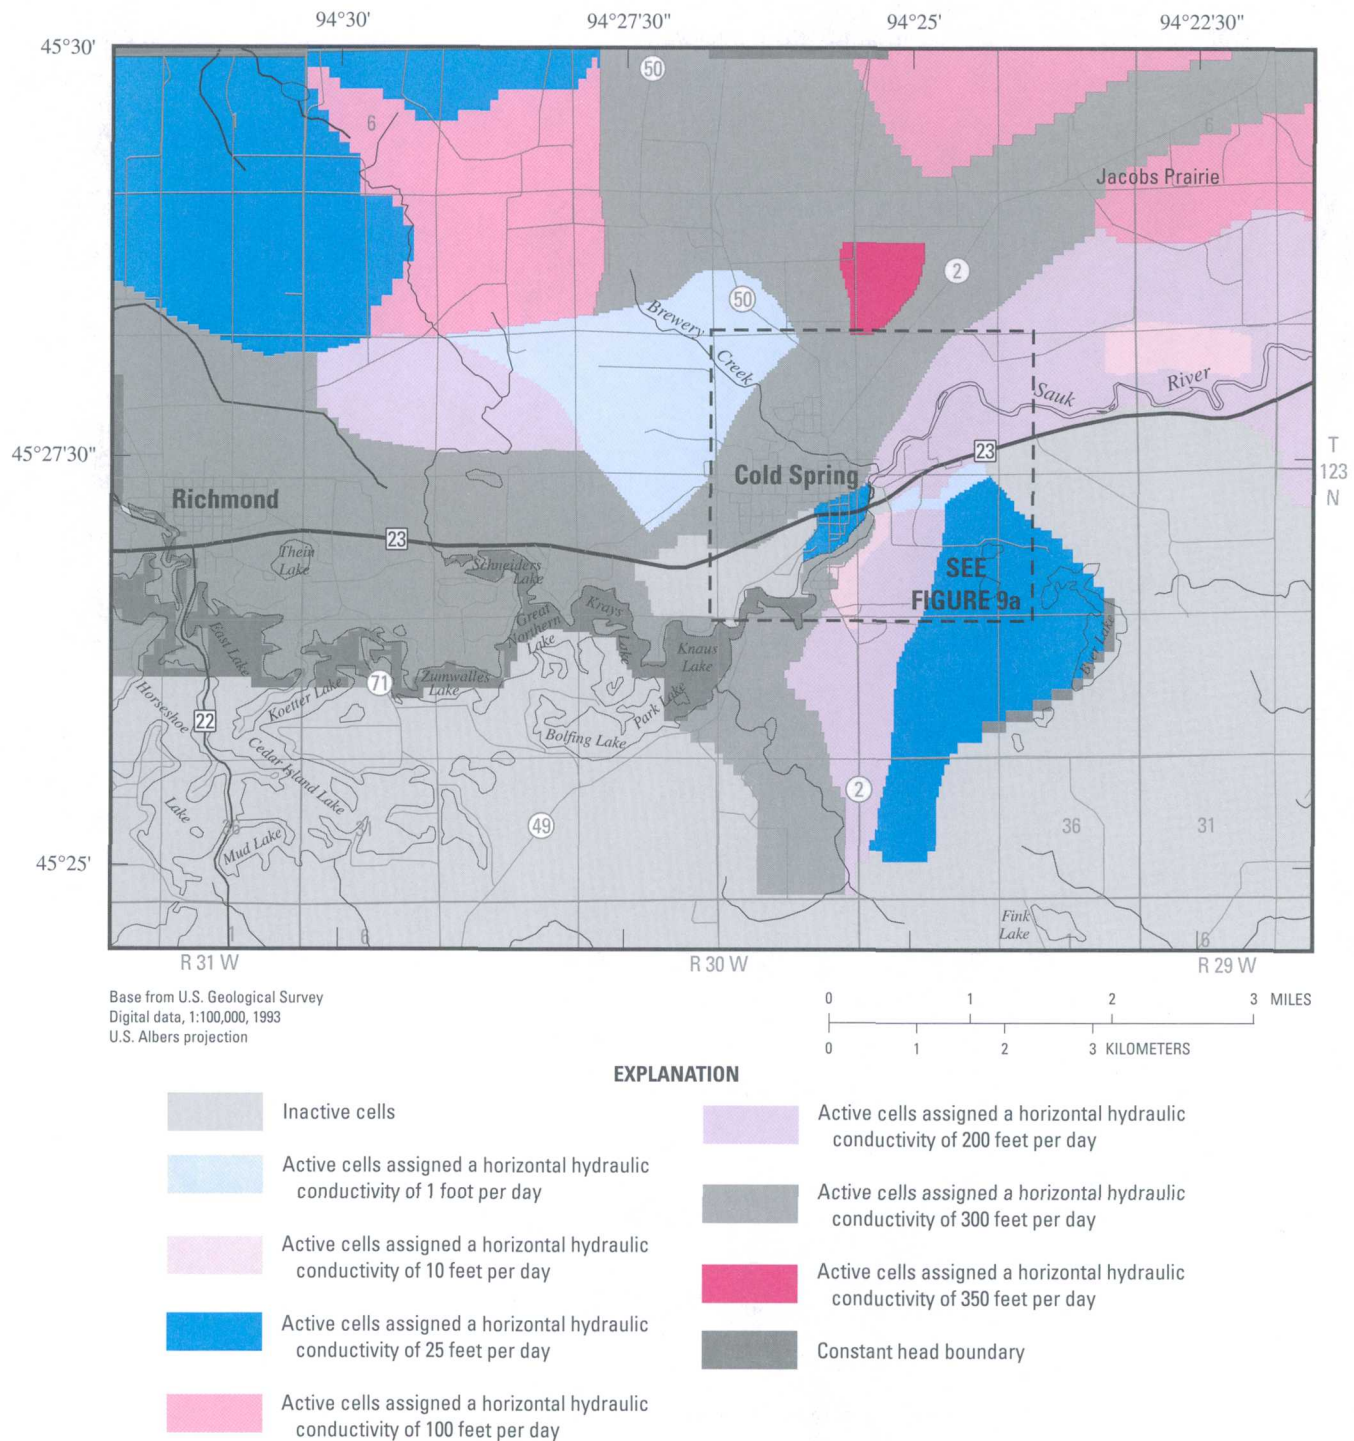 94°30' 94°27'30" 94°25' 94°22'30"
45°30'
50
6
1
6
Jacobs Prairie
2
50
Brewery
Creek
Sauk
River
45°27'30"
23
T
123
N
Cold Spring
Richmond
23
Thein
Lake
Schneiders
Lake
SEE
FIGURE 9a
Krays
Lake
Great
Northern
Lake
East Lake
Knaus
Lake
71
Zumwalles
Lake
Koetter Lake
Park Lake
Horseshoe
Lake
22
Bolfing Lake
Cedar Island Lake
2
49
36
31
36
31
Mud Lake
45°25'
Fink
Lake
1
6
6
R 31 W R 30 W R 29 W
Base from U.S. Geological Survey
Digital data, 1:100,000, 1993
U.S. Albers projection
0 1 2 3 MILES
0 1 2 3 KILOMETERS
EXPLANATION
Inactive cells
Active cells assigned a horizontal hydraulic
conductivity of 1 foot per day
Active cells assigned a horizontal hydraulic
conductivity of 10 feet per day
Active cells assigned a horizontal hydraulic
conductivity of 25 feet per day
Active cells assigned a horizontal hydraulic
conductivity of 100 feet per day
Active cells assigned a horizontal hydraulic
conductivity of 200 feet per day
Active cells assigned a horizontal hydraulic
conductivity of 300 feet per day
Active cells assigned a horizontal hydraulic
conductivity of 350 feet per day
Constant head boundary